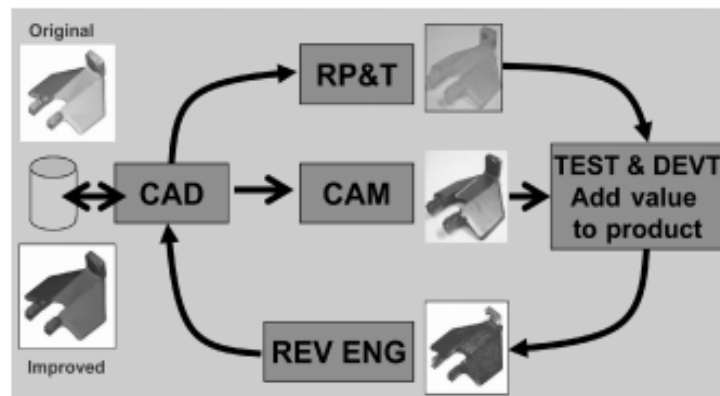 Original
RP&T
CAD
CAM
TEST & DEVT
Add value
to product
REV ENG
Improved